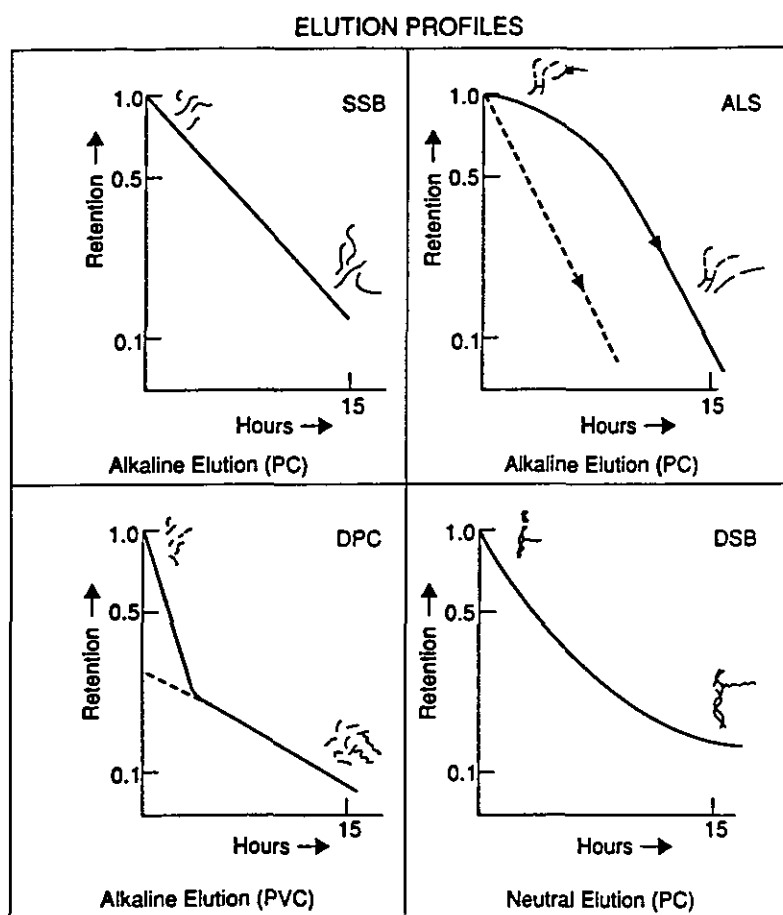 ELUTION PROFILES
SSB
1.0
0.5
0.1
Retention →
15
Hours →
Alkaline Elution (PC)
ALS
1.0
0.5
0.1
Retention →
15
Hours →
Alkaline Elution (PC)
DPC
1.0
0.5
0.1
Retention →
15
Hours →
Alkaline Elution (PVC)
DSB
1.0
0.5
0.1
Retention →
15
Hours →
Neutral Elution (PC)